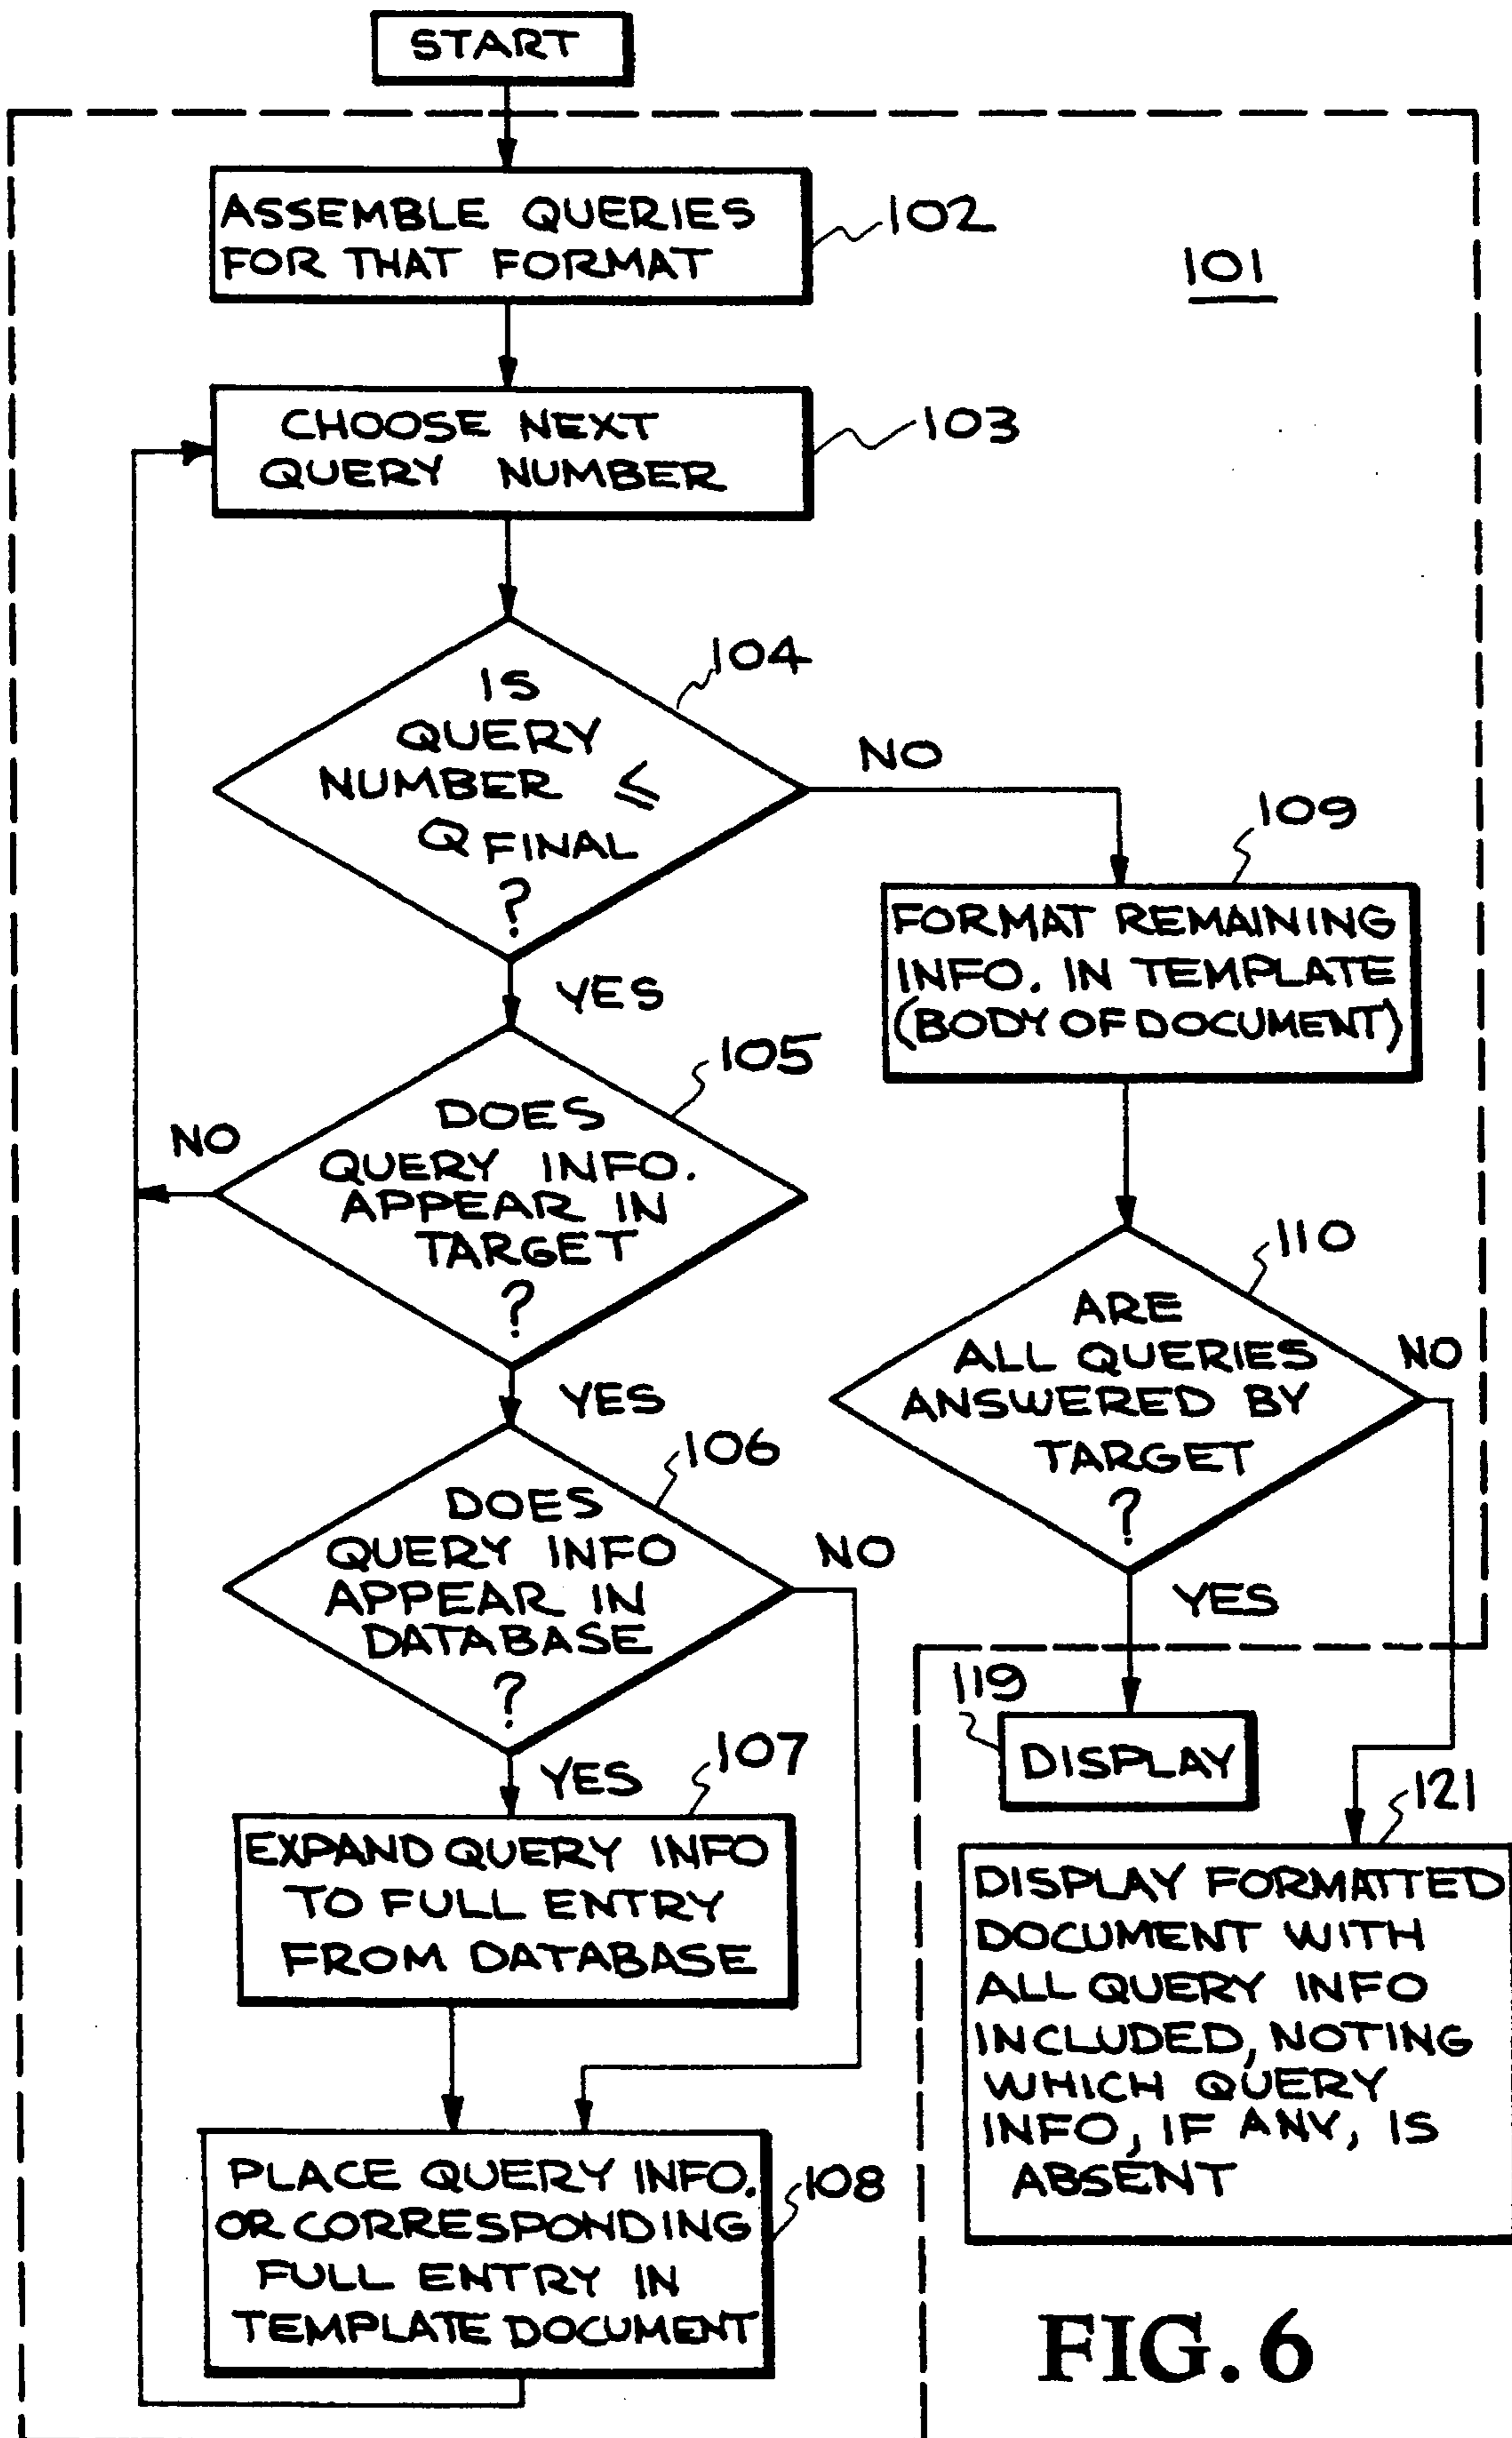 START
ASSEMBLE QUERIES
FOR THAT FORMAT
102
101
CHOOSE NEXT
QUERY NUMBER
103
104
IS
QUERY
NUMBER ≤
Q FINAL
?
NO
YES
109
FORMAT REMAINING
INFO. IN TEMPLATE
(BODY OF DOCUMENT)
105
DOES
QUERY INFO.
APPEAR IN
TARGET
?
NO
YES
110
ARE
ALL QUERIES
ANSWERED BY
TARGET
?
NO
YES
106
DOES
QUERY INFO
APPEAR IN
DATABASE
?
NO
YES
119
DISPLAY
107
EXPAND QUERY INFO
TO FULL ENTRY
FROM DATABASE
121
DISPLAY FORMATTED
DOCUMENT WITH
ALL QUERY INFO
INCLUDED, NOTING
WHICH QUERY
INFO, IF ANY, IS
ABSENT
PLACE QUERY INFO.
OR CORRESPONDING
FULL ENTRY IN
TEMPLATE DOCUMENT
108
FIG. 6